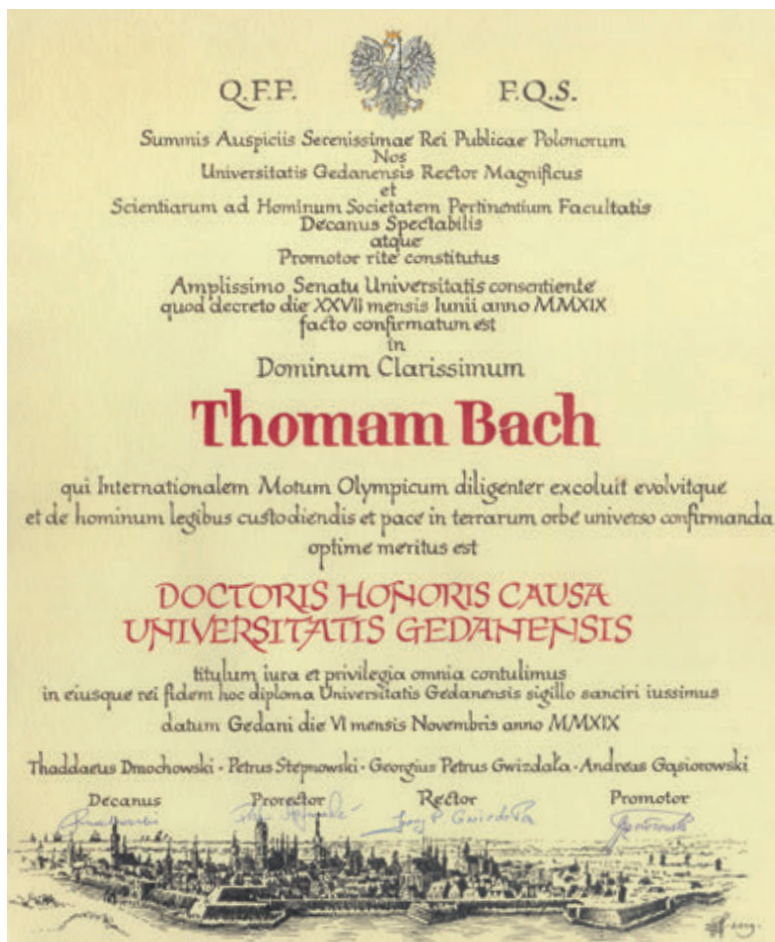 Q.F.F. F.Q.S.
Summis Auspiciis Serenissimae Rei Publicae Polonorum
Nos
Universitatis Gedanensis Rector Magnificus
et
Scientiarum ad Hominum Societatem Pertinentium Facultatis
Decanus Spectabilis
atque
Promotor rite constitutus
Amplissimo Senatu Universitatis consentiente
quod decreto die XXVII mensis Iunii anno MMXIX
facto confirmatum est
in
Dominum Clarissimum
Thomam Bach
qui Internationalem Motum Olympicum diligenter excoluit evolvitque
et de hominum legibus custodiendis et pace in terrarum orbe universo confirmanda
optime meritus est
DOCTORIS HONORIS CAUSA
UNIVERSITATIS GEDANENSIS
titulum iura et privilegia omnia contulimus
in eiusque rei fidem hoc diploma Universitatis Gedanensis sigillo sanciri iussimus
datum Gedani die VI mensis Novembris anno MMXIX
Thaddaeus Dmochowski · Petrus Stepnowski · Georgius Petrus Gwizdała · Andreas Gąsiorowski
Decanus Prorector Rector Promotor
2019